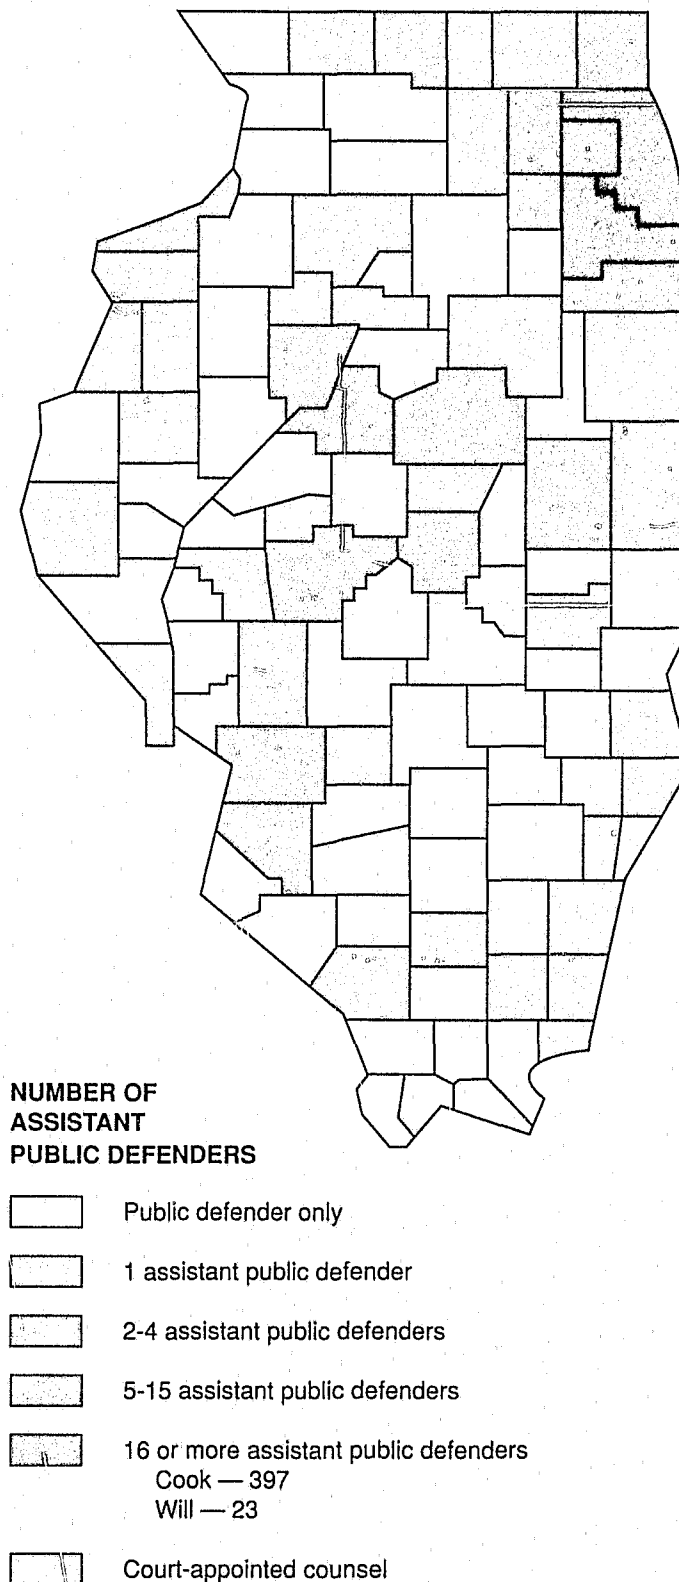 NUMBER OF
ASSISTANT
PUBLIC DEFENDERS
Public defender only
1 assistant public defender
2-4 assistant public defenders
5-15 assistant public defenders
16 or more assistant public defenders
Cook — 397
Will — 23
Court-appointed counsel